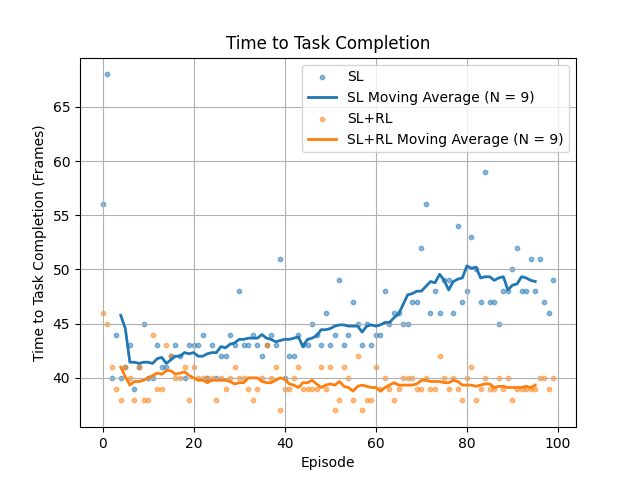 Time to Task Completion
Time to Task Completion (Frames)
65
60
55
50
45
40
0
20
40
60
80
100
Episode
SL
SL Moving Average (N = 9)
SL+RL
SL+RL Moving Average (N = 9)